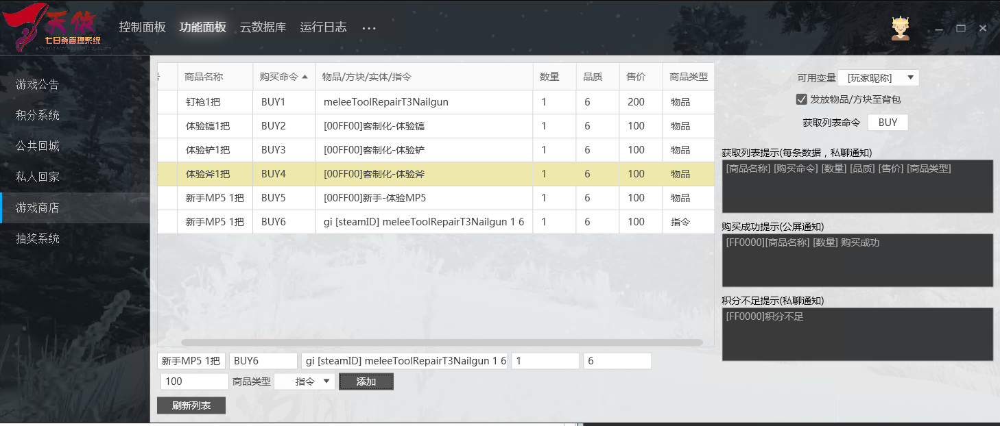 天悠
七日杀管理系统
控制面板 功能面板 云数据库 运行日志 ...
游戏公告
积分系统
公共回城
私人回家
游戏商店
抽奖系统
商品名称 购买命令 物品/方块/实体/指令 数量 品质 售价 商品类型
钉枪1把 BUY1 meleeToolRepairT3Nailgun 1 6 200 物品
体验镐1把 BUY2 [00FF00]客制化-体验镐 1 6 100 物品
体验铲1把 BUY3 [00FF00]客制化-体验铲 1 6 100 物品
体验斧1把 BUY4 [00FF00]客制化-体验斧 1 6 100 物品
新手MP5 1把 BUY5 [00FF00]新手-体验MP5 1 6 100 物品
新手MP5 1把 BUY6 gi [steamID] meleeToolRepairT3Nailgun 1 6 1 6 100 指令
新手MP5 1把 BUY6 gi [steamID] meleeToolRepairT3Nailgun 1 6 1 6
100 商品类型 指令 添加
刷新列表
可用变量 [玩家昵称]
发放物品/方块至背包
获取列表命令 BUY
获取列表提示(每条数据，私聊通知)
[商品名称] [购买命令] [数量] [品质] [售价] [商品类型]
购买成功提示(公屏通知)
[FF0000][商品名称] [数量] 购买成功
积分不足提示(私聊通知)
[FF0000]积分不足